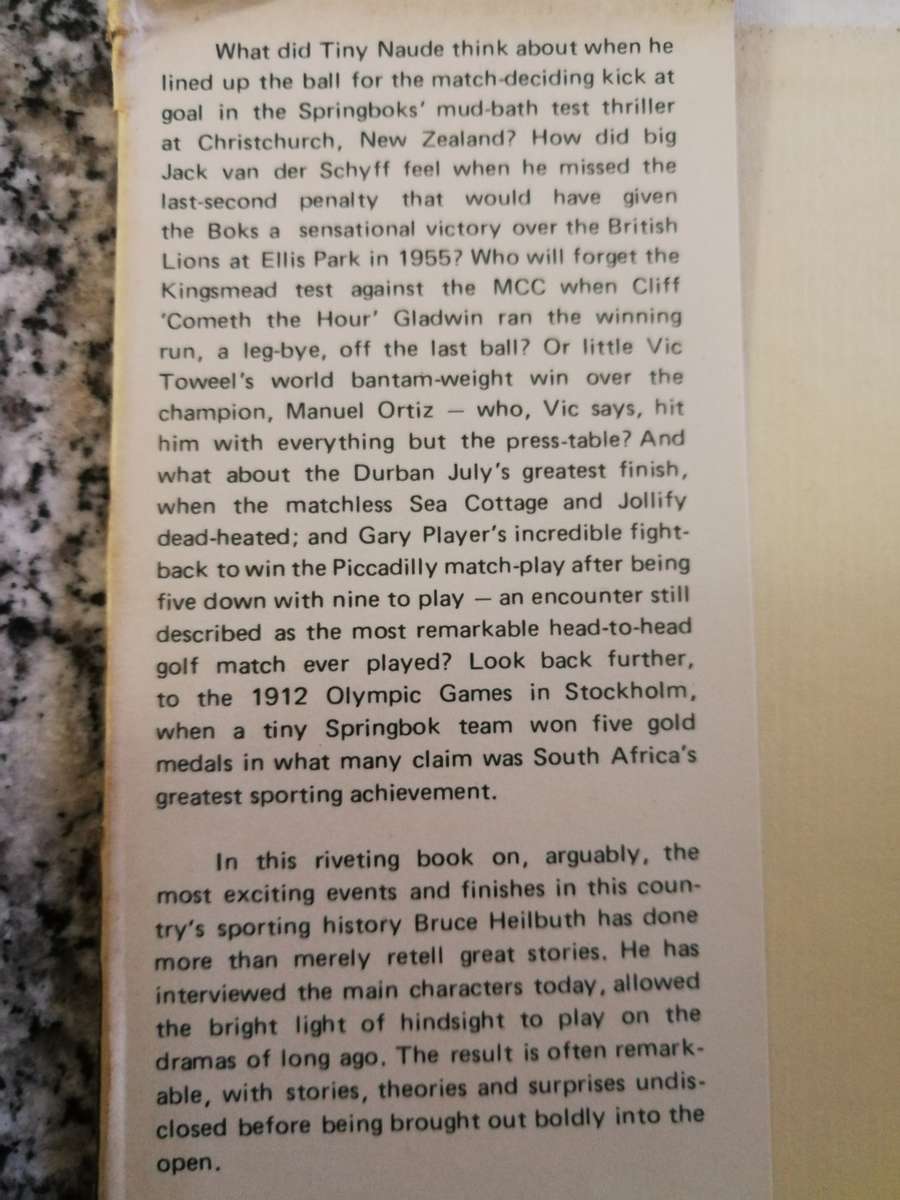 What did Tiny Naude think about when he
lined up the ball for the match-deciding kick at
goal in the Springboks' mud-bath test thriller
at Christchurch, New Zealand? How did big
Jack van der Schyff feel when he missed the
last-second penalty that would have given
the Boks a sensational victory over the British
Lions at Ellis Park in 1955? Who will forget the
Kingsmead test against the MCC when Cliff
'Cometh the Hour' Gladwin ran the winning
run, a leg-bye, off the last ball? Or little Vic
Toweel's world bantam-weight win over the
champion, Manuel Ortiz — who, Vic says, hit
him with everything but the press-table? And
what about the Durban July's greatest finish,
when the matchless Sea Cottage and Jollify
dead-heated; and Gary Player's incredible fight-
back to win the Piccadilly match-play after being
five down with nine to play — an encounter still
described as the most remarkable head-to-head
golf match ever played? Look back further,
to the 1912 Olympic Games in Stockholm,
when a tiny Springbok team won five gold
medals in what many claim was South Africa's
greatest sporting achievement.
In this riveting book on, arguably, the
most exciting events and finishes in this coun-
try's sporting history Bruce Heilbuth has done
more than merely retell great stories. He has
interviewed the main characters today, allowed
the bright light of hindsight to play on the
dramas of long ago. The result is often remark-
able, with stories, theories and surprises undis-
closed before being brought out boldly into the
open.